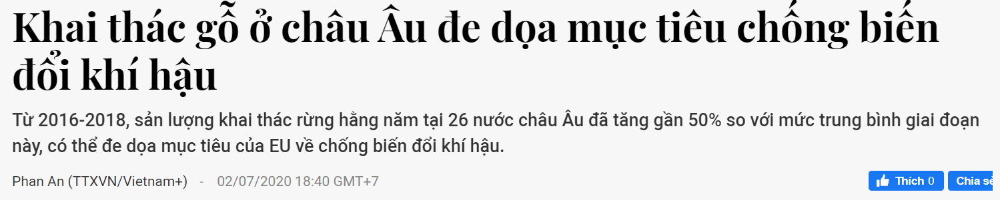 Khai thác gỗ ở châu Âu đe dọa mục tiêu chống biến
đổi khí hậu
Từ 2016-2018, sản lượng khai thác rừng hằng năm tại 26 nước châu Âu đã tăng gần 50% so với mức trung bình giai đoạn
này, có thể đe dọa mục tiêu của EU về chống biến đổi khí hậu.
Phan An (TTXVN/Vietnam+) - 02/07/2020 18:40 GMT+7 Thích 0 Chia sẻ